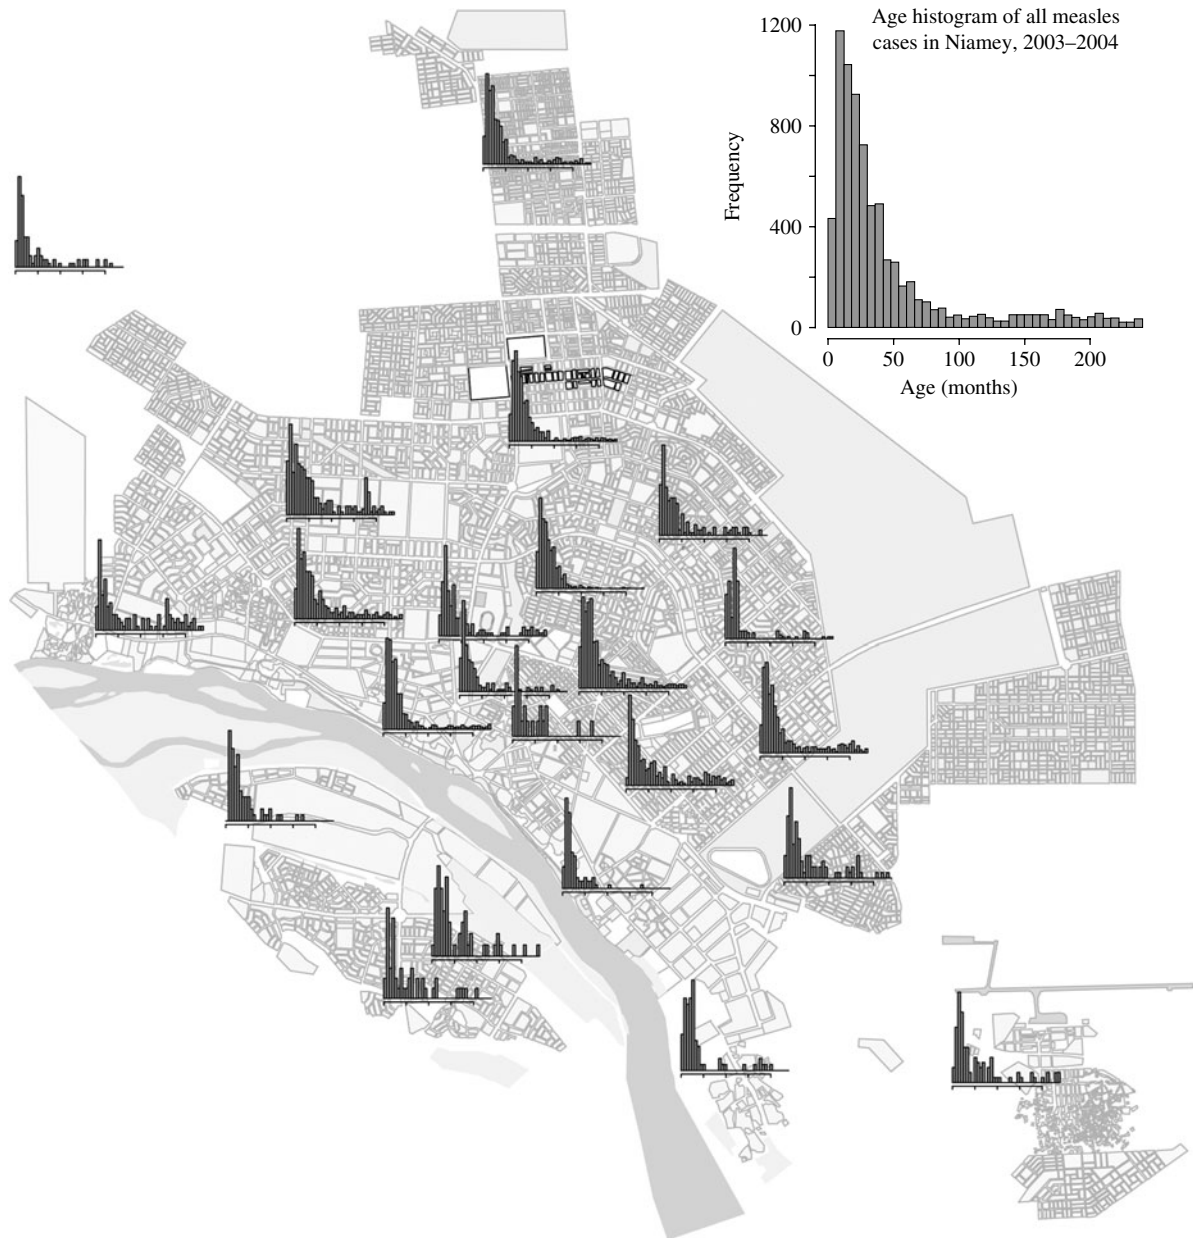 Age histogram of all measles
cases in Niamey, 2003–2004
1200
800
400
0
Frequency
0 50 100 150 200
Age (months)